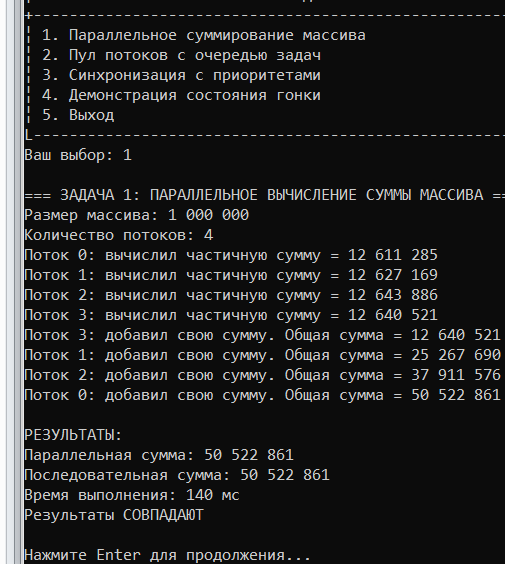 1. Параллельное суммирование массива
2. Пул потоков с очередью задач
3. Синхронизация с приоритетами
4. Демонстрация состояния гонки
5. Выход
Ваш выбор: 1
=== ЗАДАЧА 1: ПАРАЛЛЕЛЬНОЕ ВЫЧИСЛЕНИЕ СУММЫ МАССИВА ==
Размер массива: 1 000 000
Количество потоков: 4
Поток 0: вычислил частичную сумму = 12 611 285
Поток 1: вычислил частичную сумму = 12 627 169
Поток 2: вычислил частичную сумму = 12 643 886
Поток 3: вычислил частичную сумму = 12 640 521
Поток 3: добавил свою сумму. Общая сумма = 12 640 521
Поток 1: добавил свою сумму. Общая сумма = 25 267 690
Поток 2: добавил свою сумму. Общая сумма = 37 911 576
Поток 0: добавил свою сумму. Общая сумма = 50 522 861
РЕЗУЛЬТАТЫ:
Параллельная сумма: 50 522 861
Последовательная сумма: 50 522 861
Время выполнения: 140 мс
Результаты СОВПАДАЮТ
Нажмите Enter для продолжения...